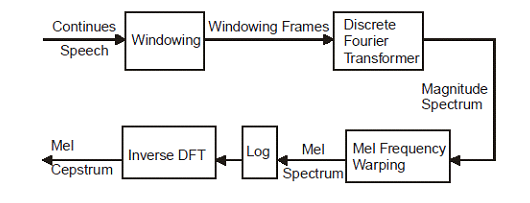 Continues
Speech
Windowing
Windowing Frames
Discrete
Fourier
Transformer
Magnitude
Spectrum
Mel
Cepstrum
Inverse DFT
Log
Mel
Spectrum
Mel Frequency
Warping